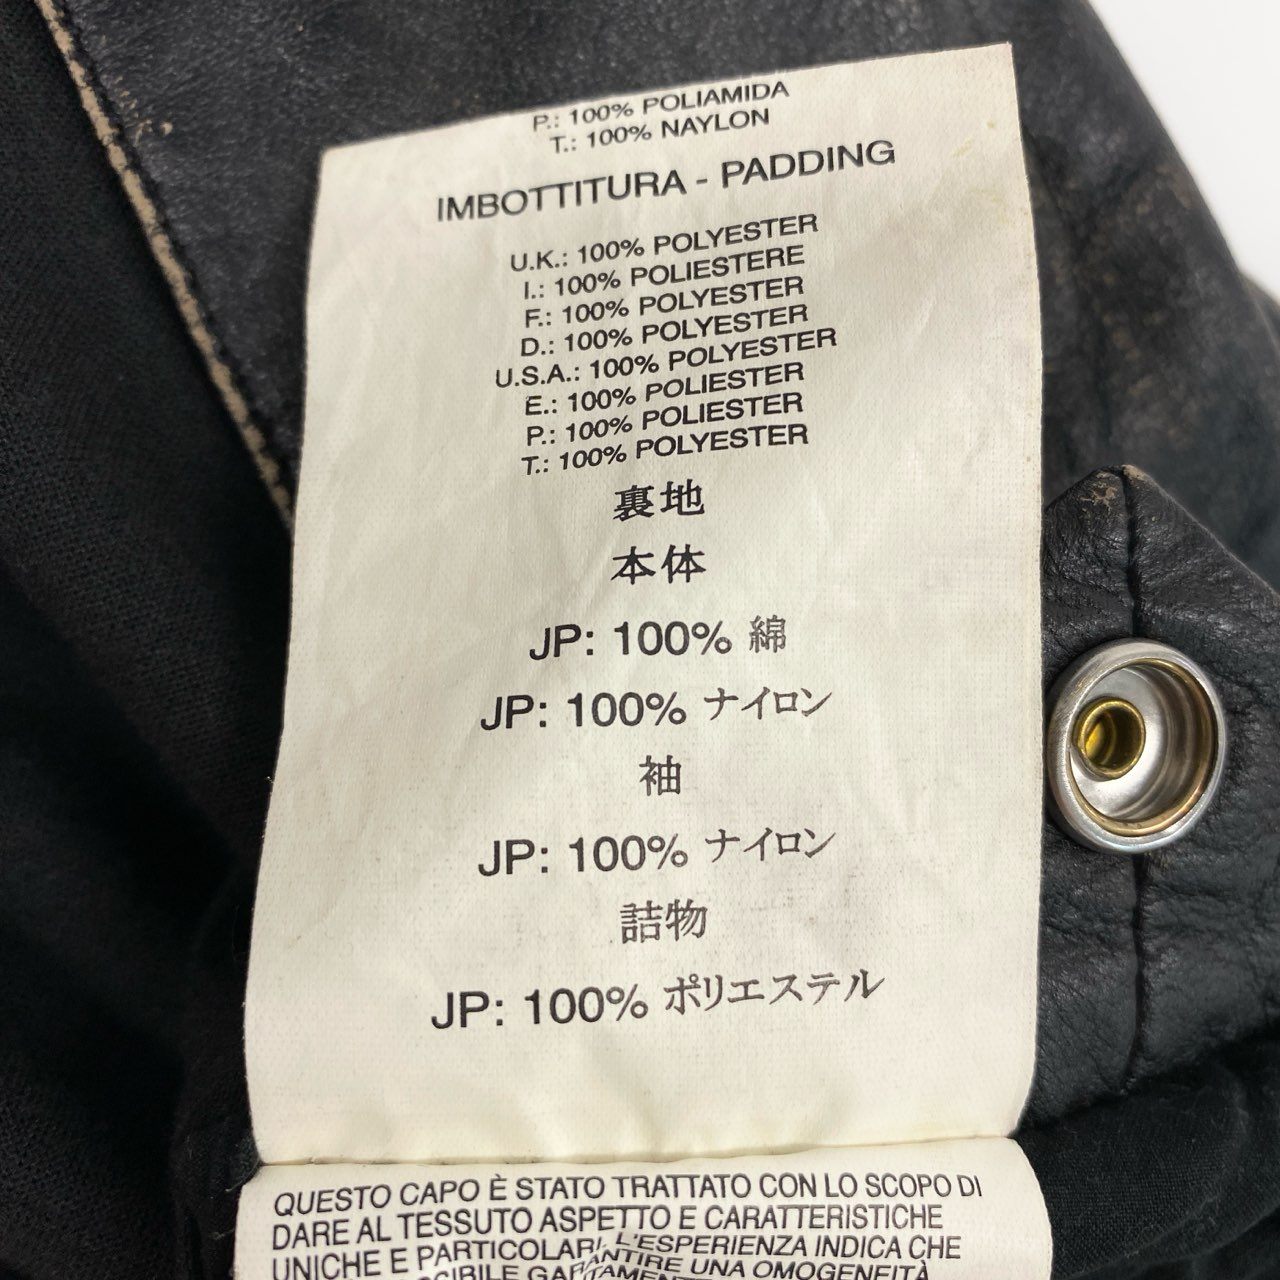 P.: 100% POLIAMIDA
T.: 100% NAYLON
IMBOTTITURA - PADDING
U.K.: 100% POLYESTER
I.: 100% POLIESTERE
F.: 100% POLYESTER
D.: 100% POLYESTER
U.S.A.: 100% POLYESTER
E.: 100% POLIESTER
P.: 100% POLIESTER
T.: 100% POLYESTER
裏地
本体
JP: 100% 綿
JP: 100% ナイロン
袖
JP: 100% ナイロン
詰物
JP: 100% ポリエステル
QUESTO CAPO È STATO TRATTATO CON LO SCOPO DI
DARE AL TESSUTO ASPETTO E CARATTERISTICHE
UNICHE E PARTICOLARI. L'ESPERIENZA INDICA CHE
UNA OMOGENEITÀ